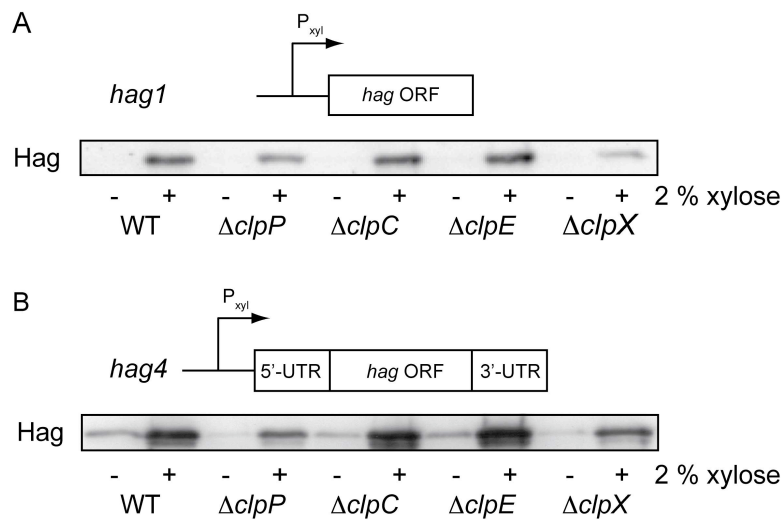 A
Pxyl
hag1
hag ORF
Hag
- + - + - + - + - + 2 % xylose
WT ΔclpP ΔclpC ΔclpE ΔclpX
B
Pxyl
hag4
5’-UTR hag ORF 3’-UTR
Hag
- + - + - + - + - + 2 % xylose
WT ΔclpP ΔclpC ΔclpE ΔclpX